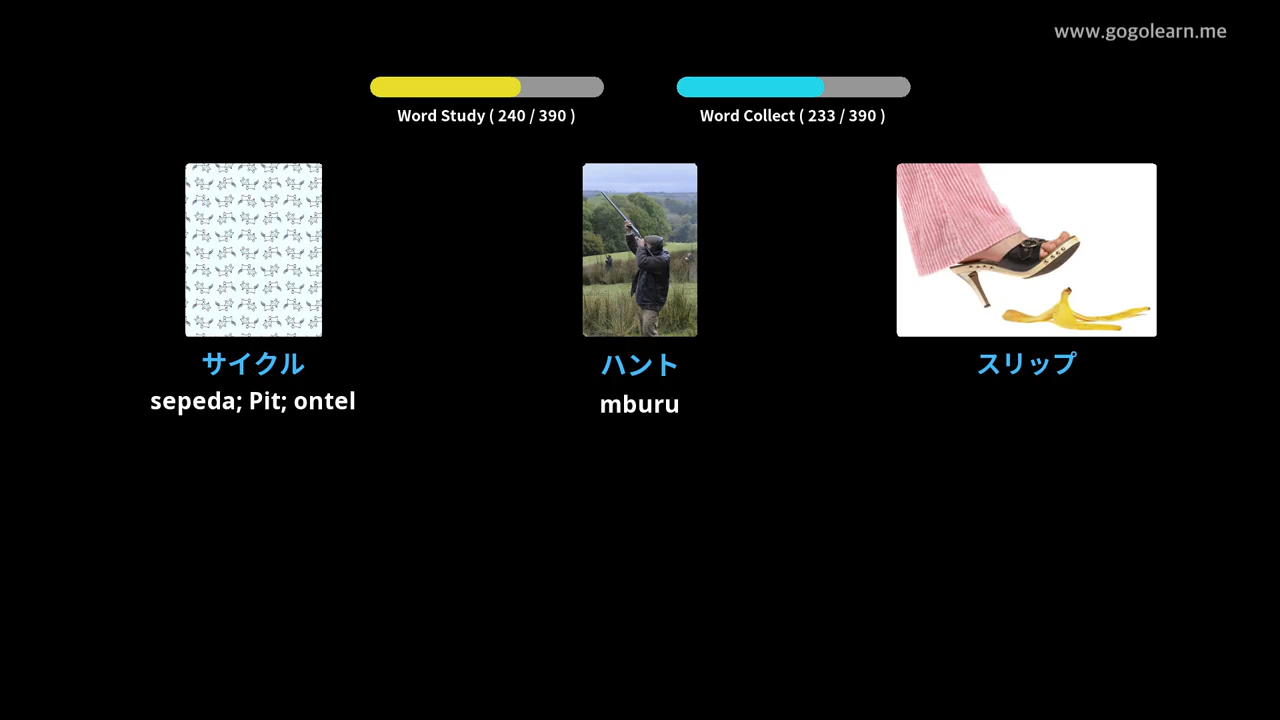 www.gogolearn.me
Word Study ( 240 / 390 )
Word Collect ( 233 / 390 )
サイクル
ハント
スリップ
sepeda; Pit; ontel
mburu